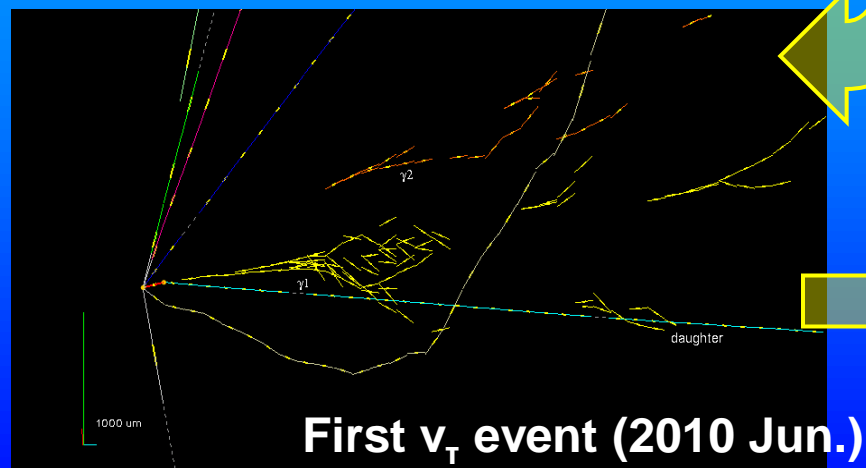 γ2
γ1
daughter
1000 um
First ντ event (2010 Jun.)